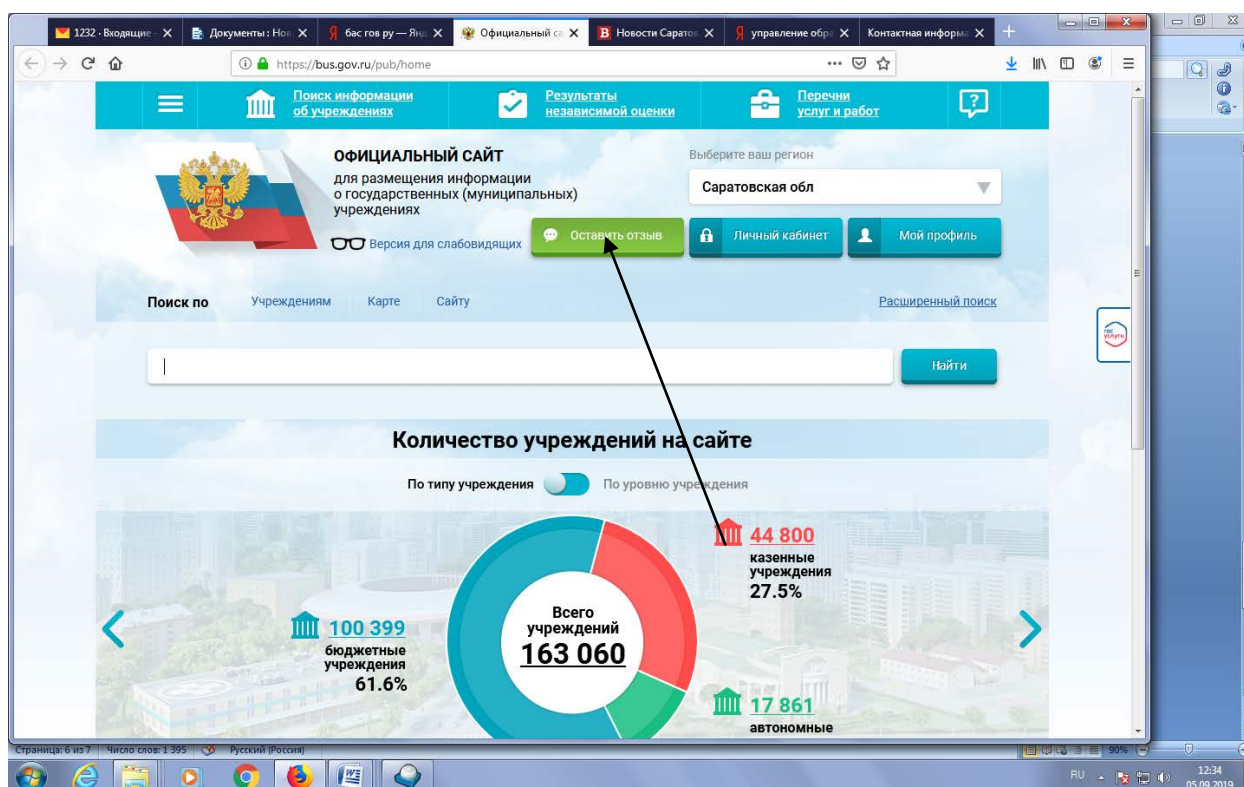 1232 · Входящие -
Документы : Нов
бас гов ру — Янд
Официальный са
Новости Саратов
управление обра
Контактная информа
https://bus.gov.ru/pub/home
Поиск информации
об учреждениях
Результаты
независимой оценки
Перечни
услуг и работ
ОФИЦИАЛЬНЫЙ САЙТ
для размещения информации
о государственных (муниципальных)
учреждениях
Версия для слабовидящих
Выберите ваш регион
Саратовская обл
Оставить отзыв
Личный кабинет
Мой профиль
Поиск по
Учреждениям
Карте
Сайту
Расширенный поиск
гос
услуги
Найти
Количество учреждений на сайте
По типу учреждения
По уровню учреждения
44 800
казенные
учреждения
27.5%
Всего
учреждений
163 060
100 399
бюджетные
учреждения
61.6%
17 861
автономные
Страница: 6 из 7
Число слов: 1 395
Русский (Россия)
90%
RU
12:34
05.09.2019